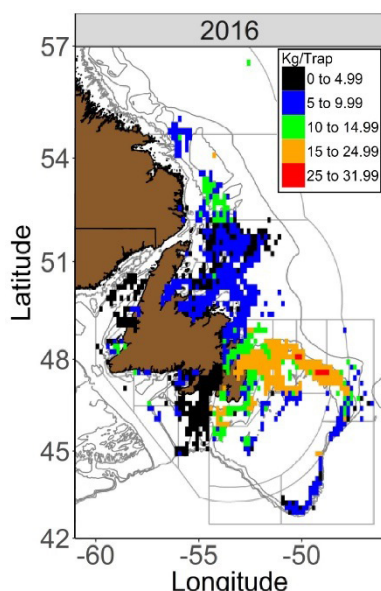 2016
Kg/Trap
0 to 4.99
5 to 9.99
10 to 14.99
15 to 24.99
25 to 31.99
57
54
51
48
45
42
Latitude
-60
-55
-50
Longitude